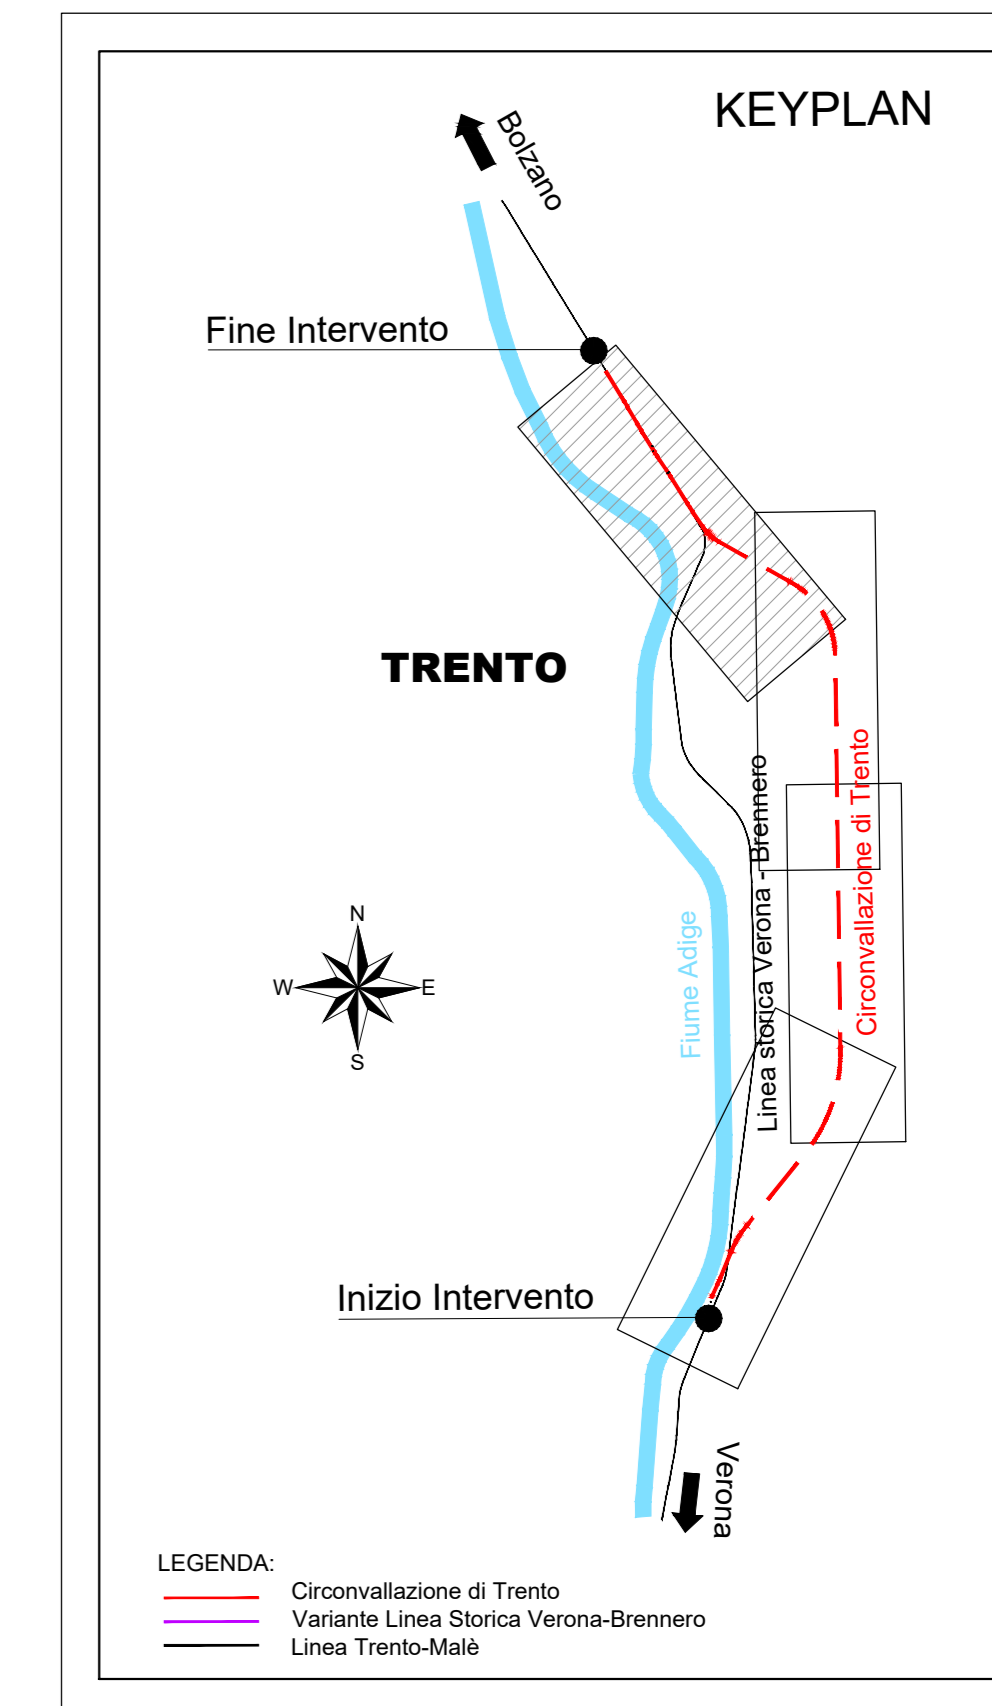 KEYPLAN
Bolzano
Fine Intervento
TRENTO
Linea storica Verona - Brennero
Circonvallazione di Trento
Fiume Adige
N
W
E
S
Inizio Intervento
Verona
LEGENDA:
Circonvallazione di Trento
Variante Linea Storica Verona-Brennero
Linea Trento-Malè